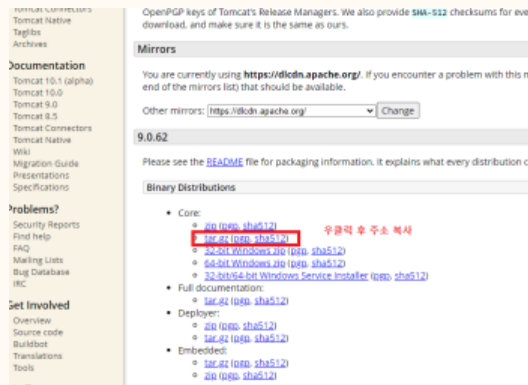 Tomcat Connectors
Tomcat Native
Taglibs
Archives
Documentation
Tomcat 10.1 (alpha)
Tomcat 10.0
Tomcat 9.0
Tomcat 8.5
Tomcat Connectors
Tomcat Native
Wiki
Migration Guide
Presentations
Specifications
Problems?
Security Reports
Find help
FAQ
Mailing Lists
Bug Database
IRC
Get Involved
Overview
Source code
Buildbot
Translations
Tools
OpenPGP keys of Tomcat's Release Managers. We also provide SHA-512 checksums for eve
download, and make sure it is the same as ours.
Mirrors
You are currently using https://dlcdn.apache.org/. If you encounter a problem with this m
end of the mirrors list) that should be available.
Other mirrors: https://dlcdn.apache.org/ Change
9.0.62
Please see the README file for packaging information. It explains what every distribution c
Binary Distributions
Core:
zip (pgp, sha512)
tar.gz (pgp, sha512)
우클릭 후 주소 복사
32-bit Windows zip (pgp, sha512)
64-bit Windows zip (pgp, sha512)
32-bit/64-bit Windows Service Installer (pgp, sha512)
Full documentation:
tar.gz (pgp, sha512)
Deployer:
zip (pgp, sha512)
tar.gz (pgp, sha512)
Embedded:
tar.gz (pgp, sha512)
zip (pgp, sha512)